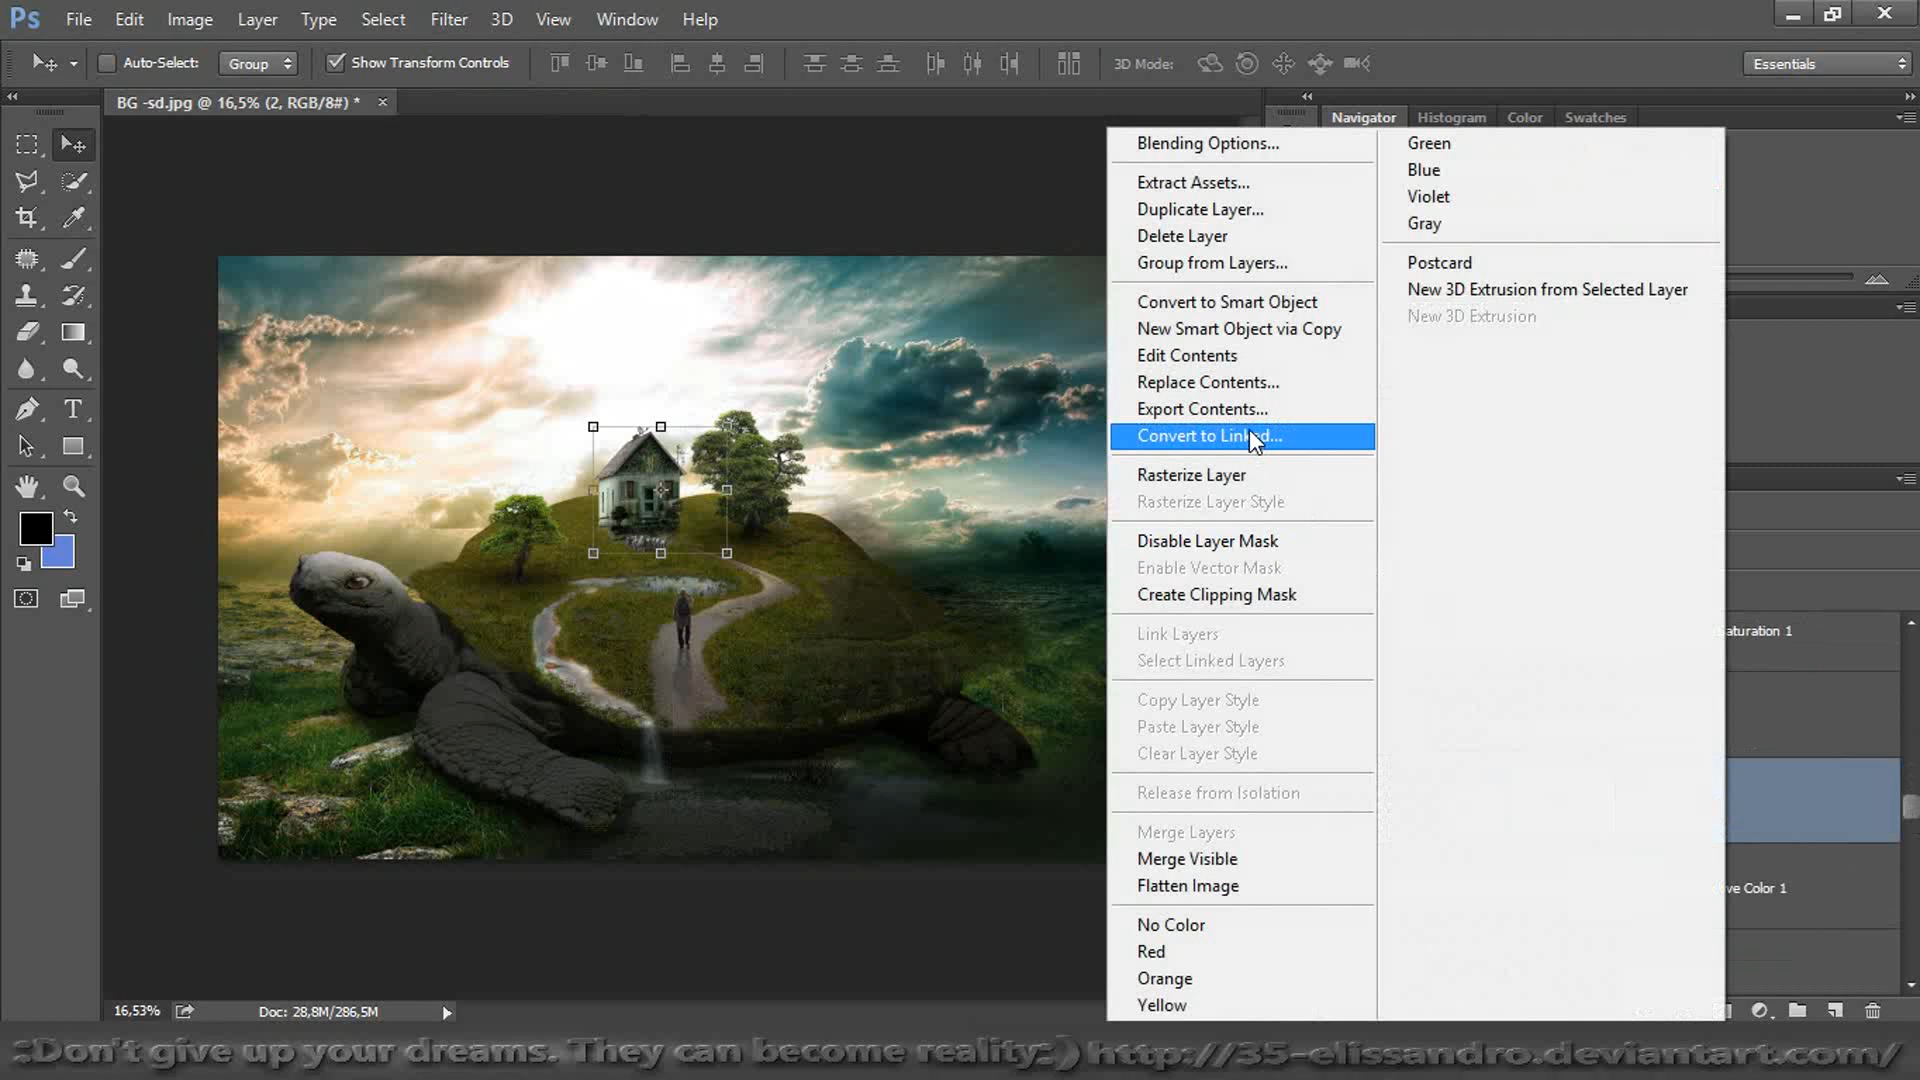 Ps File Edit Image Layer Type Select Filter 3D View Window Help
Auto-Select: Group Show Transform Controls 3D Mode: Essentials
BG -sd.jpg @ 16,5% (2, RGB/8#) * ×
Navigator Histogram Color Swatches
Blending Options...
Extract Assets...
Duplicate Layer...
Delete Layer
Group from Layers...
Convert to Smart Object
New Smart Object via Copy
Edit Contents
Replace Contents...
Export Contents...
Convert to Linked...
Rasterize Layer
Rasterize Layer Style
Disable Layer Mask
Enable Vector Mask
Create Clipping Mask
Link Layers
Select Linked Layers
Copy Layer Style
Paste Layer Style
Clear Layer Style
Release from Isolation
Merge Layers
Merge Visible
Flatten Image
No Color
Red
Orange
Yellow
Green
Blue
Violet
Gray
Postcard
New 3D Extrusion from Selected Layer
New 3D Extrusion
aturation 1
ve Color 1
16,53% Doc: 28,8M/286,5M
:Don't give up your dreams. They can become reality:) http://35-elissandro.deviantart.com/